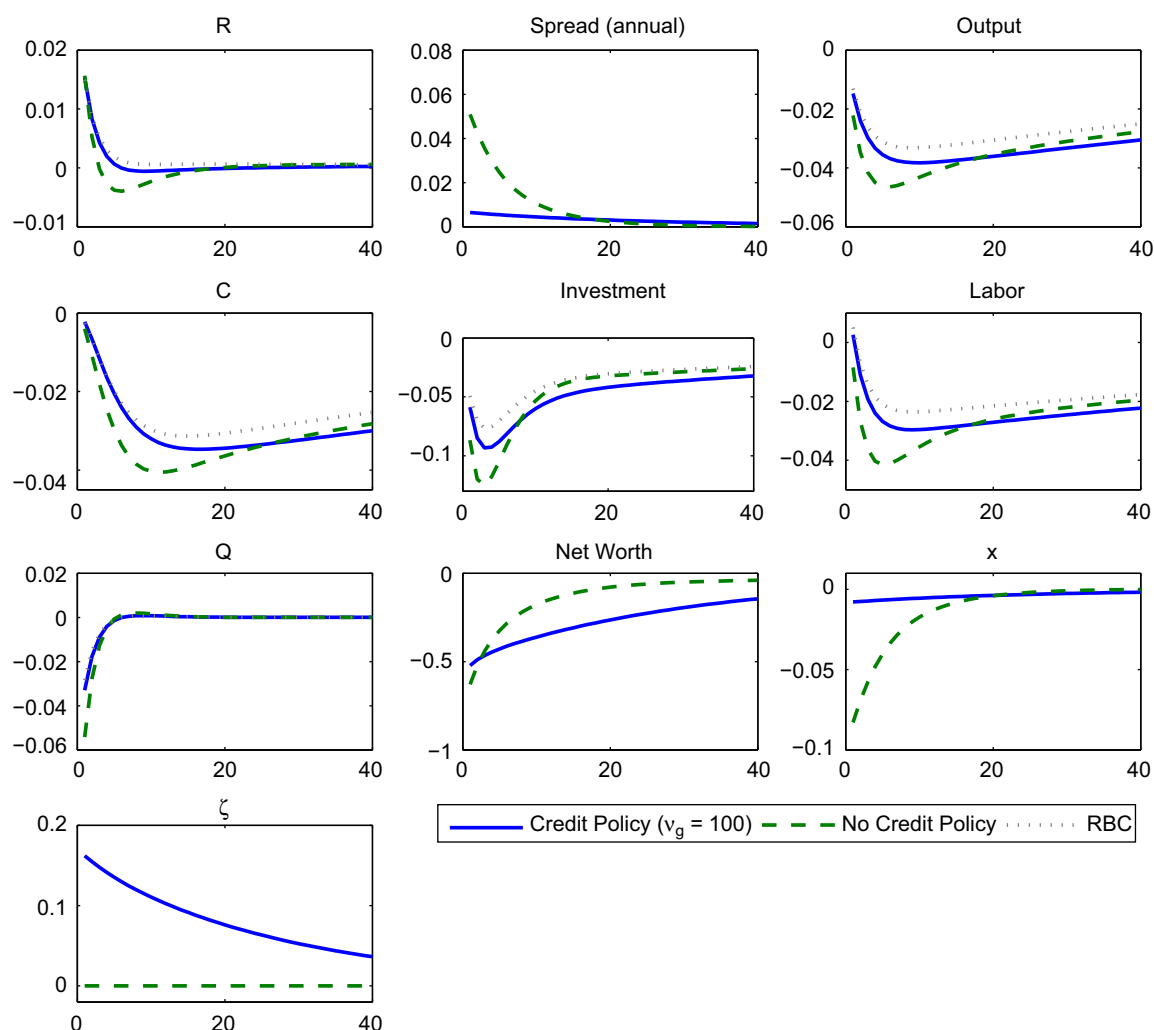 R
0.02
0.01
0
−0.01
0 20 40
Spread (annual)
0.08
0.06
0.04
0.02
0
0 20 40
Output
0
−0.02
−0.04
−0.06
0 20 40
C
0
−0.02
−0.04
0 20 40
Investment
0
−0.05
−0.1
0 20 40
Labor
0
−0.02
−0.04
0 20 40
Q
0.02
0
−0.02
−0.04
−0.06
0 20 40
Net Worth
0
−0.5
−1
0 20 40
x
0
−0.05
−0.1
0 20 40
ζ
0.2
0.1
0
0 20 40
Credit Policy (νg = 100) No Credit Policy RBC